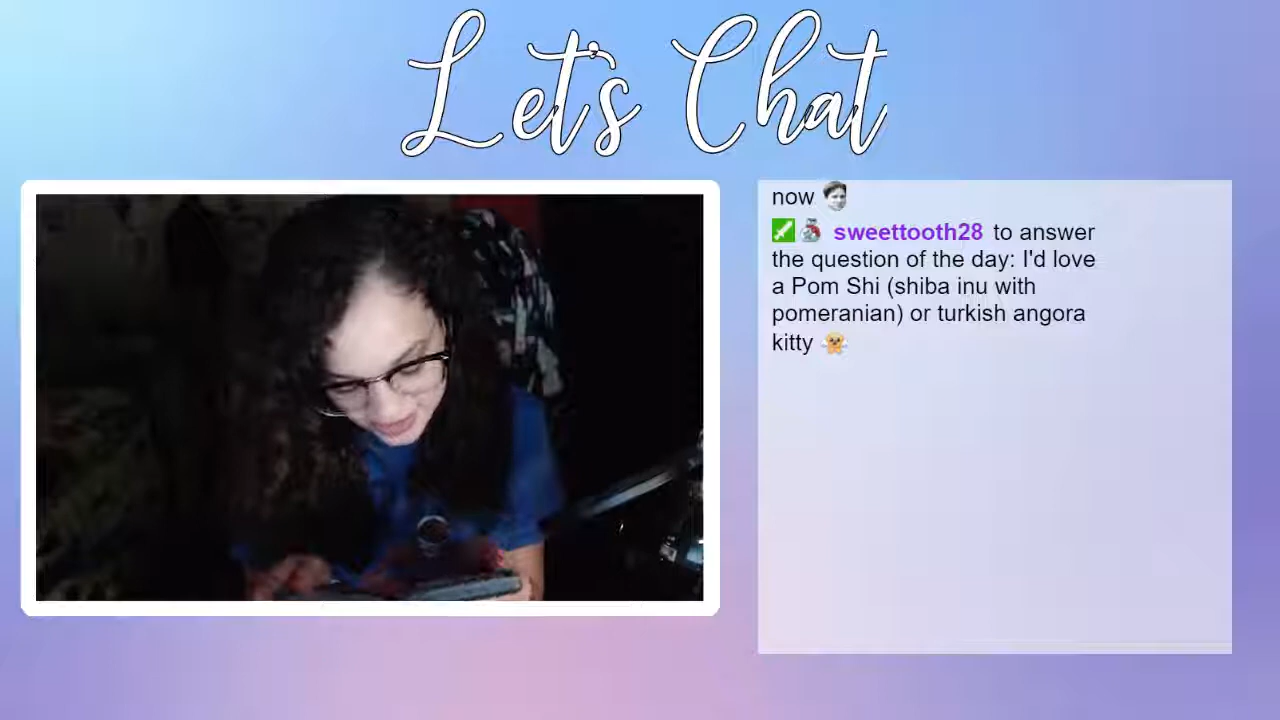 Let's Chat
now
sweettooth28 to answer
the question of the day: I'd love
a Pom Shi (shiba inu with
pomeranian) or turkish angora
kitty